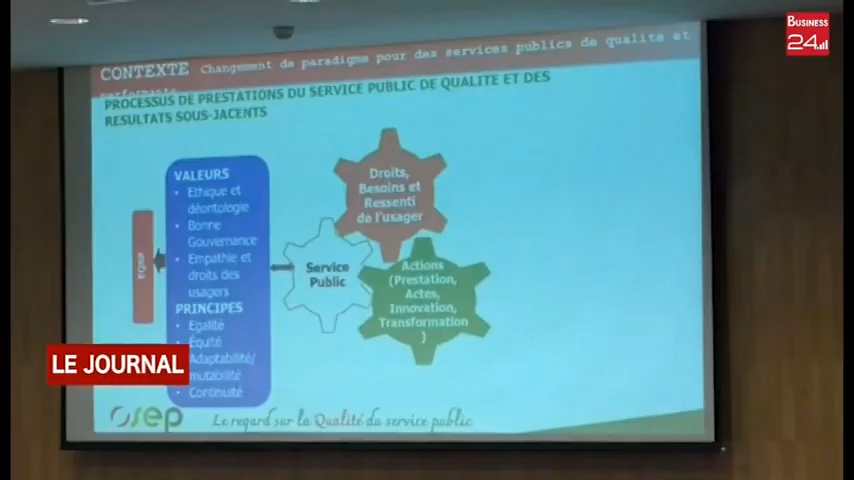 BUSINESS
24
CONTEXTE Changement de paradigme pour des services publics de qualité et
performants
PROCESSUS DE PRESTATIONS DU SERVICE PUBLIC DE QUALITE ET DES
RESULTATS SOUS-JACENTS
VALEURS
• Ethique et
déontologie
• Bonne
Gouvernance
• Empathie et
droits des
usagers
PRINCIPES
• Egalité
• Équité
Adaptabilité/
mutabilité
• Continuité
Service
Public
Droits,
Besoins et
Ressenti
de l'usager
Actions
(Prestation,
Actes,
Innovation,
Transformation
)
LE JOURNAL
Osep
Le regard sur la Qualité du service public